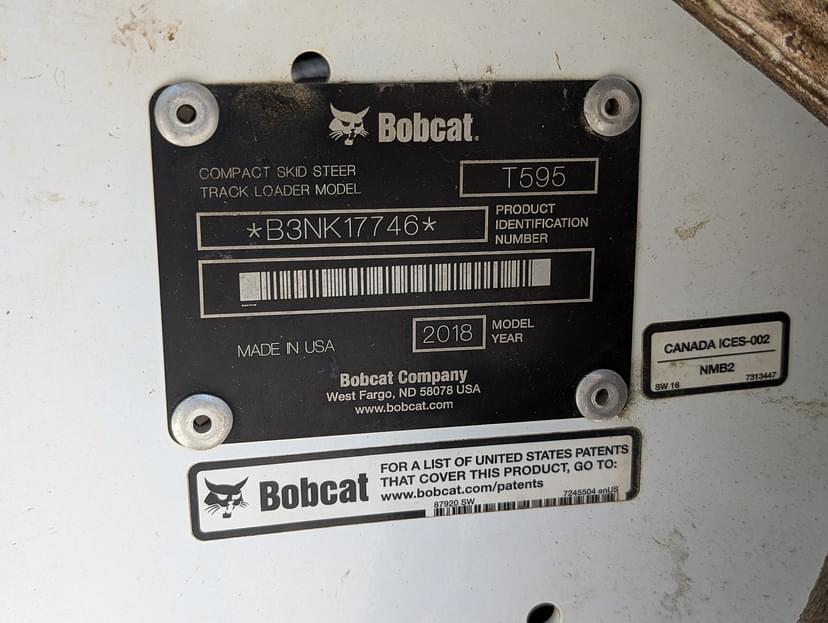 Bobcat.
COMPACT SKID STEER
TRACK LOADER MODEL
T595
*B3NK17746*
PRODUCT
IDENTIFICATION
NUMBER
MADE IN USA
2018
MODEL
YEAR
Bobcat Company
West Fargo, ND 58078 USA
www.bobcat.com
CANADA ICES-002
NMB2
SW 16
7313447
Bobcat
FOR A LIST OF UNITED STATES PATENTS
THAT COVER THIS PRODUCT, GO TO:
www.bobcat.com/patents
87920 SW
7245504 enUS